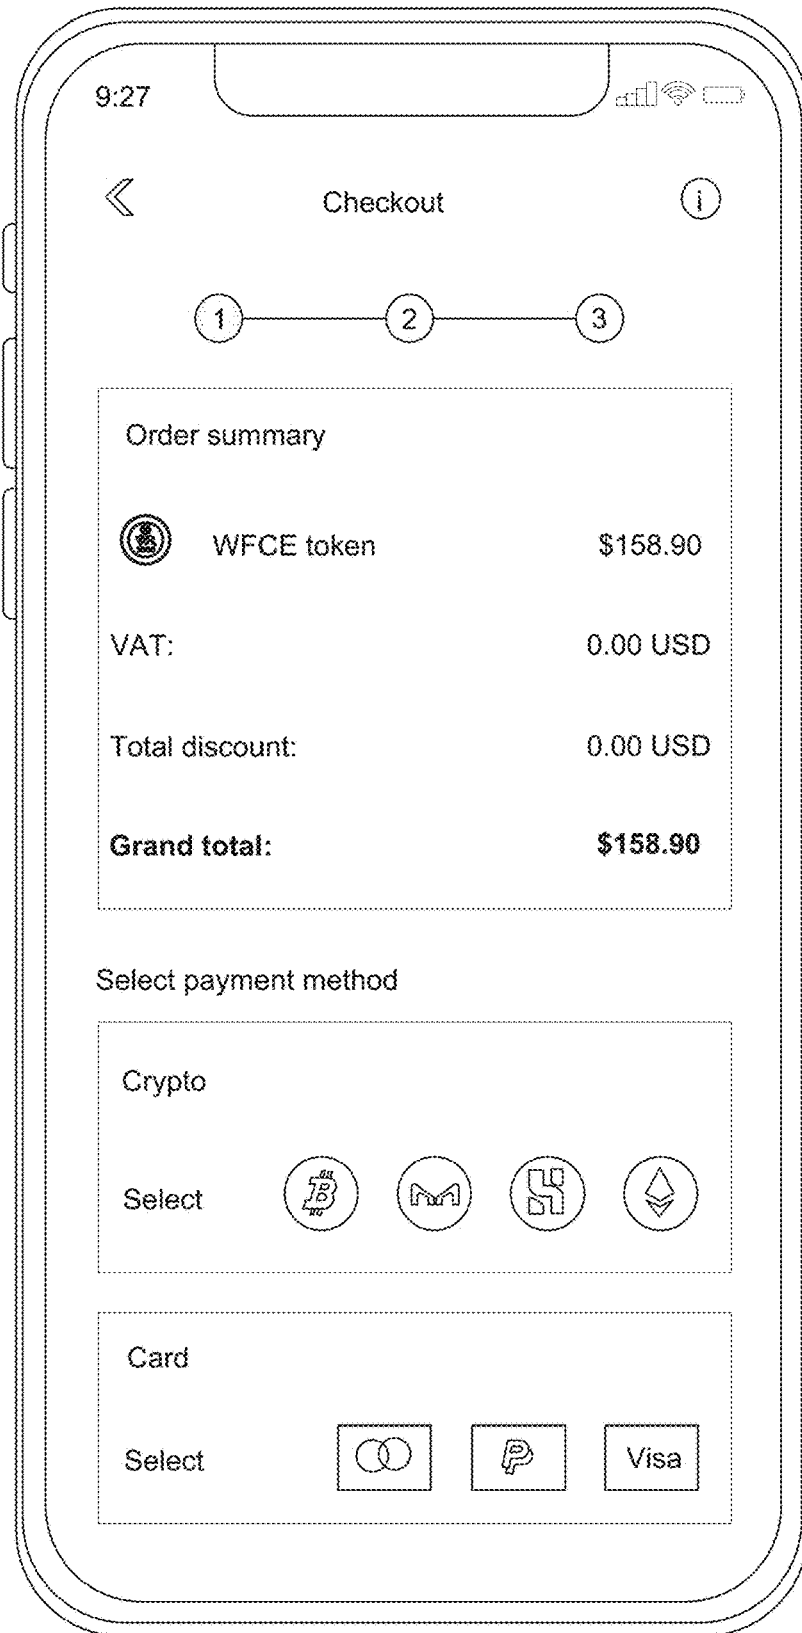 9:27
Checkout
i
1 2 3
Order summary
WFCE token $158.90
VAT: 0.00 USD
Total discount: 0.00 USD
Grand total: $158.90
Select payment method
Crypto
Select
Card
Select Visa